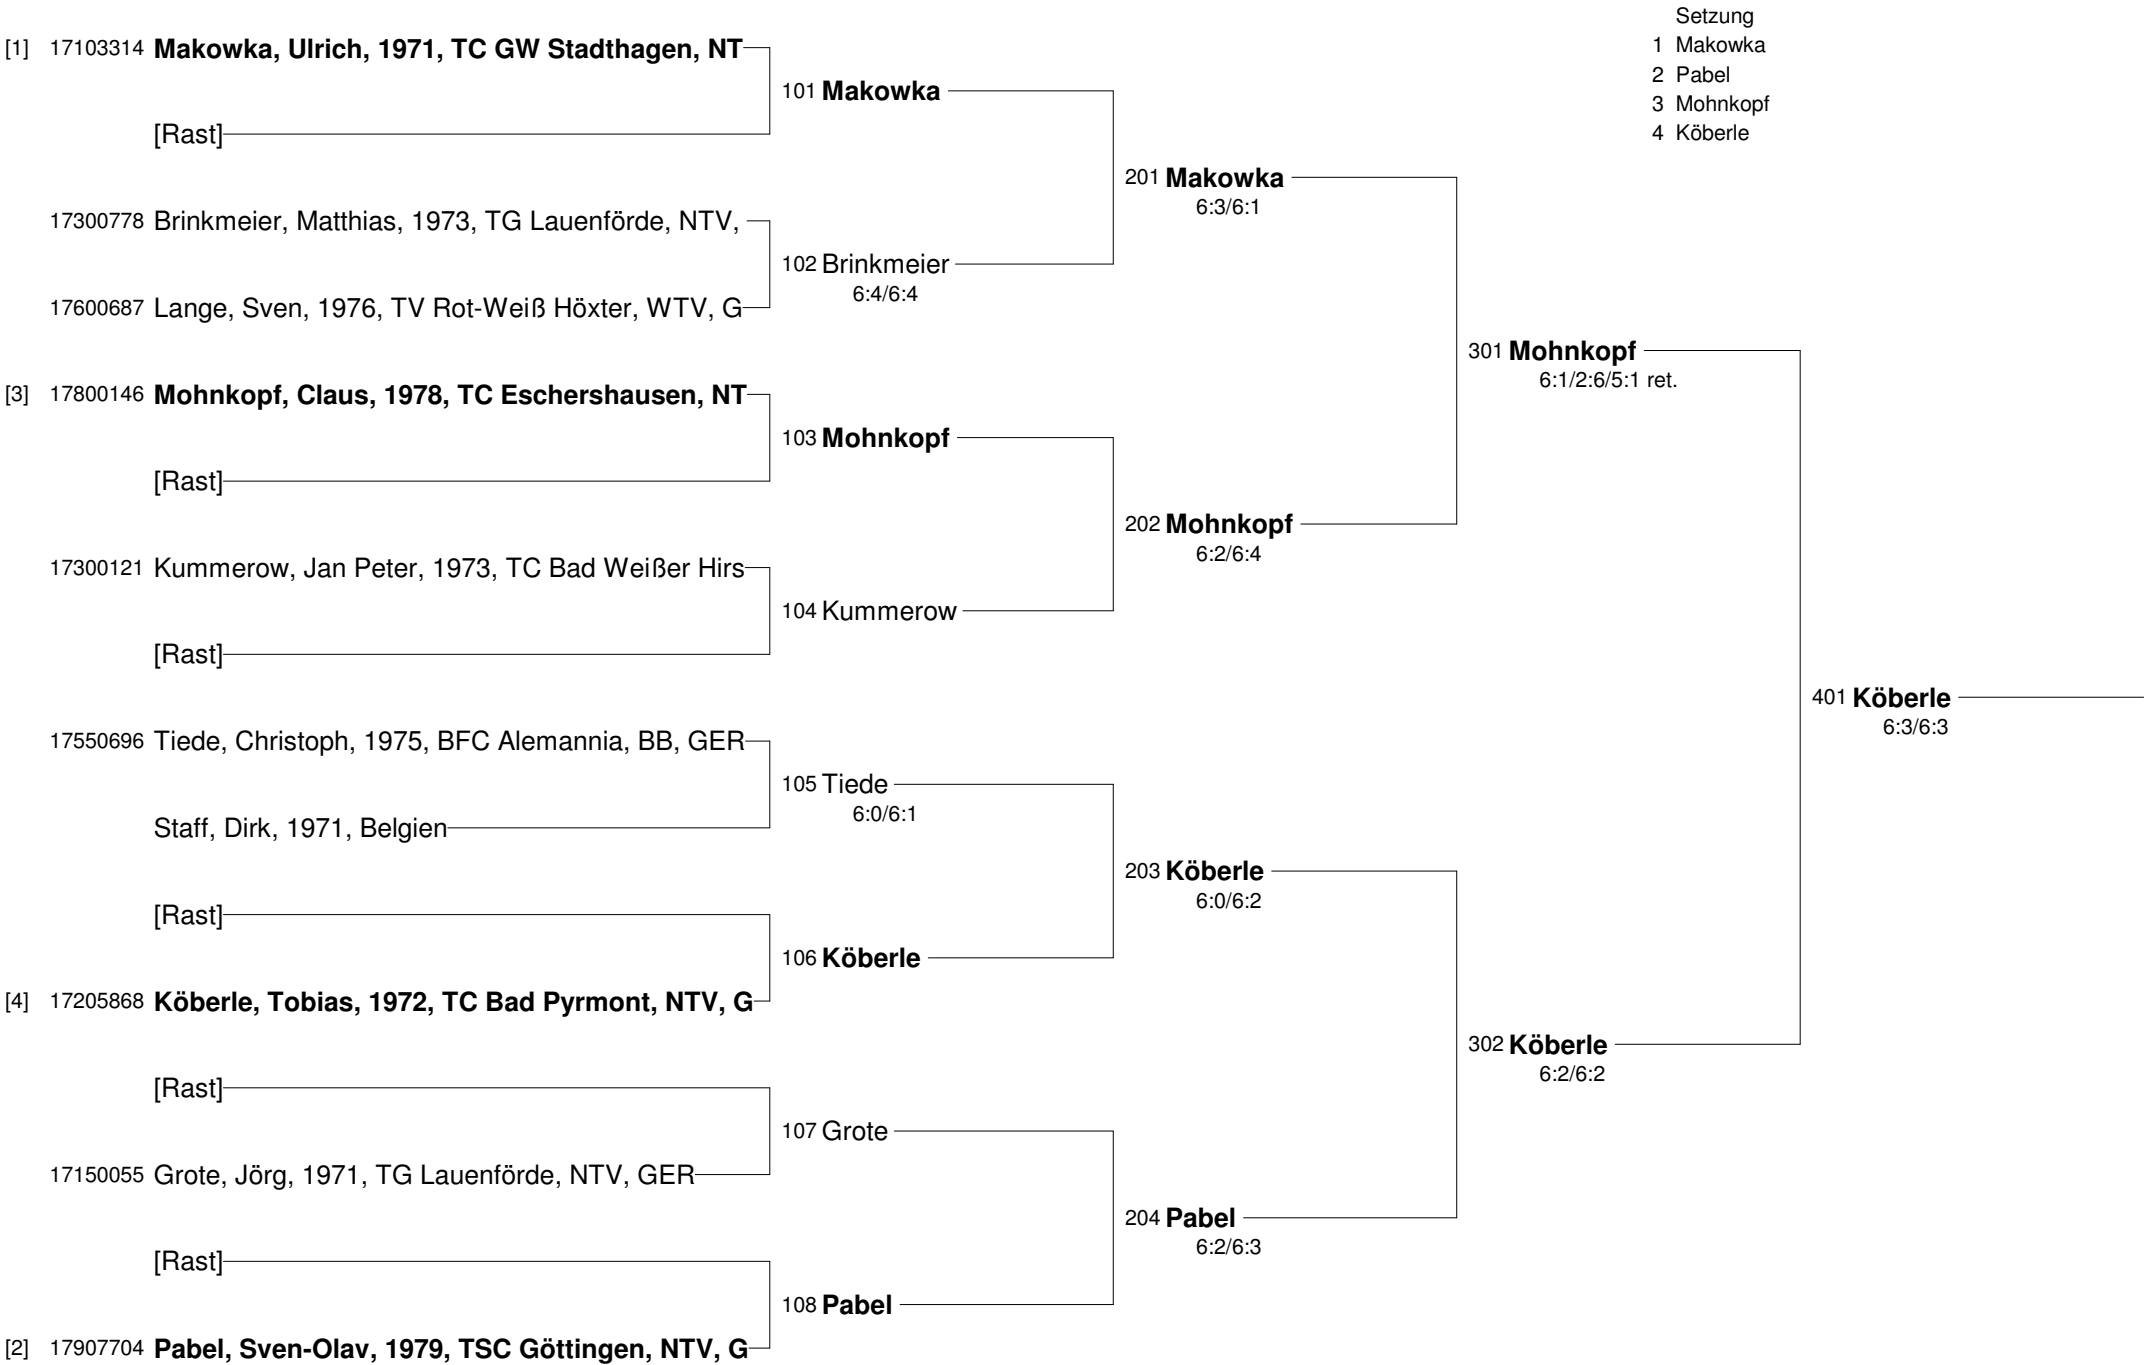 Setzung
1 Makowka
2 Pabel
3 Mohnkopf
4 Köberle
[1] 17103314 Makowka, Ulrich, 1971, TC GW Stadthagen, NT
101 Makowka
[Rast]
201 Makowka
6:3/6:1
17300778 Brinkmeier, Matthias, 1973, TG Lauenförde, NTV,
102 Brinkmeier
6:4/6:4
17600687 Lange, Sven, 1976, TV Rot-Weiß Höxter, WTV, G
301 Mohnkopf
6:1/2:6/5:1 ret.
[3] 17800146 Mohnkopf, Claus, 1978, TC Eschershausen, NT
103 Mohnkopf
[Rast]
202 Mohnkopf
6:2/6:4
17300121 Kummerow, Jan Peter, 1973, TC Bad Weißer Hirs
104 Kummerow
[Rast]
401 Köberle
6:3/6:3
17550696 Tiede, Christoph, 1975, BFC Alemannia, BB, GER
105 Tiede
6:0/6:1
Staff, Dirk, 1971, Belgien
203 Köberle
6:0/6:2
[Rast]
106 Köberle
[4] 17205868 Köberle, Tobias, 1972, TC Bad Pyrmont, NTV, G
302 Köberle
6:2/6:2
[Rast]
107 Grote
17150055 Grote, Jörg, 1971, TG Lauenförde, NTV, GER
204 Pabel
6:2/6:3
[Rast]
108 Pabel
[2] 17907704 Pabel, Sven-Olav, 1979, TSC Göttingen, NTV, G